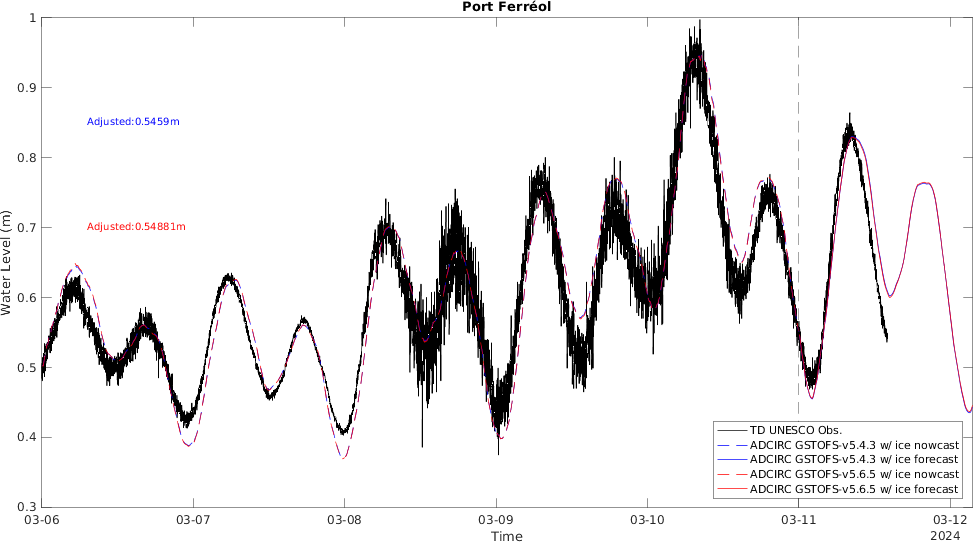 Port Ferréol
Water Level (m)
1
0.9
0.8
0.7
0.6
0.5
0.4
0.3
Adjusted:0.5459m
Adjusted:0.54881m
TD UNESCO Obs.
ADCIRC GSTOFS-v5.4.3 w/ ice nowcast
ADCIRC GSTOFS-v5.4.3 w/ ice forecast
ADCIRC GSTOFS-v5.6.5 w/ ice nowcast
ADCIRC GSTOFS-v5.6.5 w/ ice forecast
03-06 03-07 03-08 03-09 03-10 03-11 03-12
Time
2024